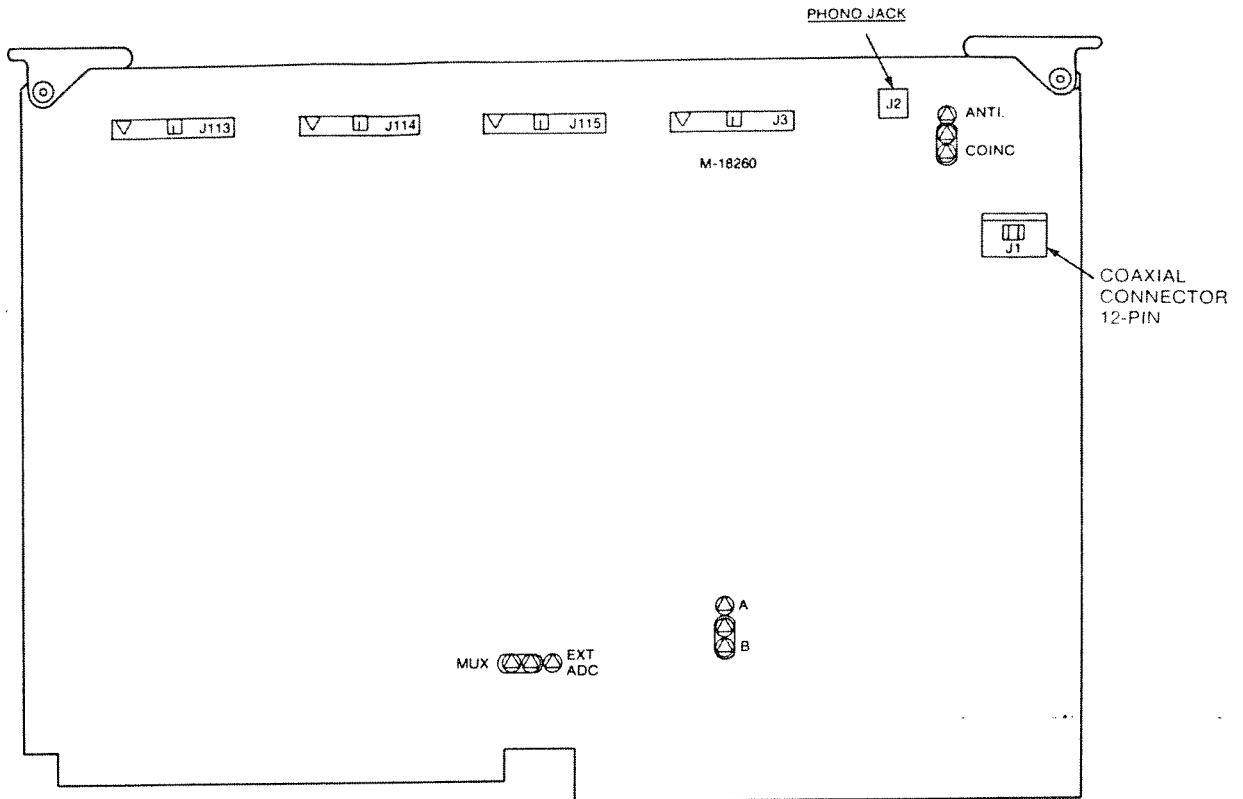 PHONO JACK
J2
ANTI.
COINC
J113
J114
J115
J3
M-18260
J1
COAXIAL
CONNECTOR
12-PIN
A
B
MUX
EXT
ADC